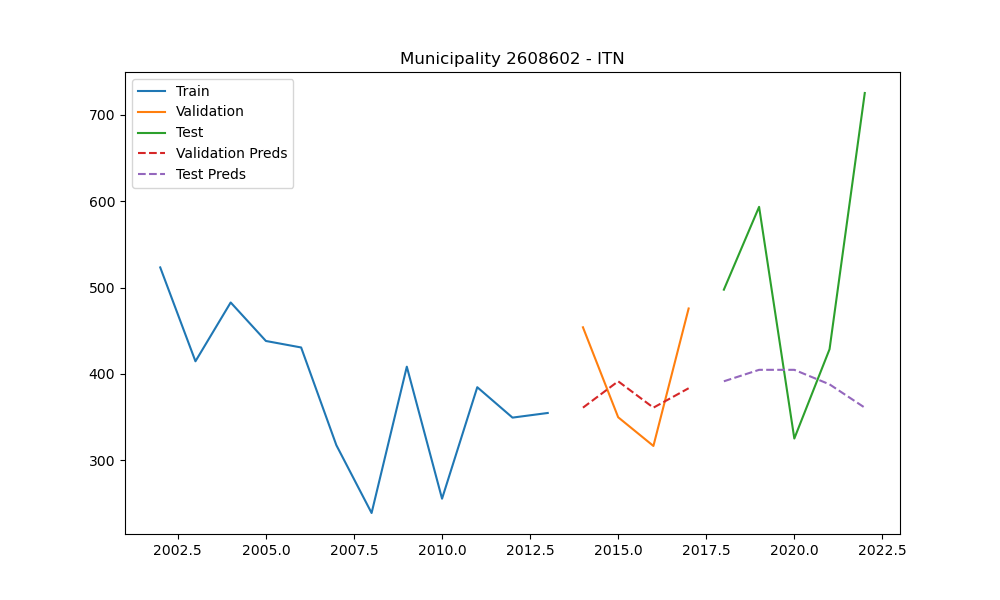 Municipality 2608602 - ITN
Train
Validation
Test
Validation Preds
Test Preds
700
600
500
400
300
2002.5 2005.0 2007.5 2010.0 2012.5 2015.0 2017.5 2020.0 2022.5